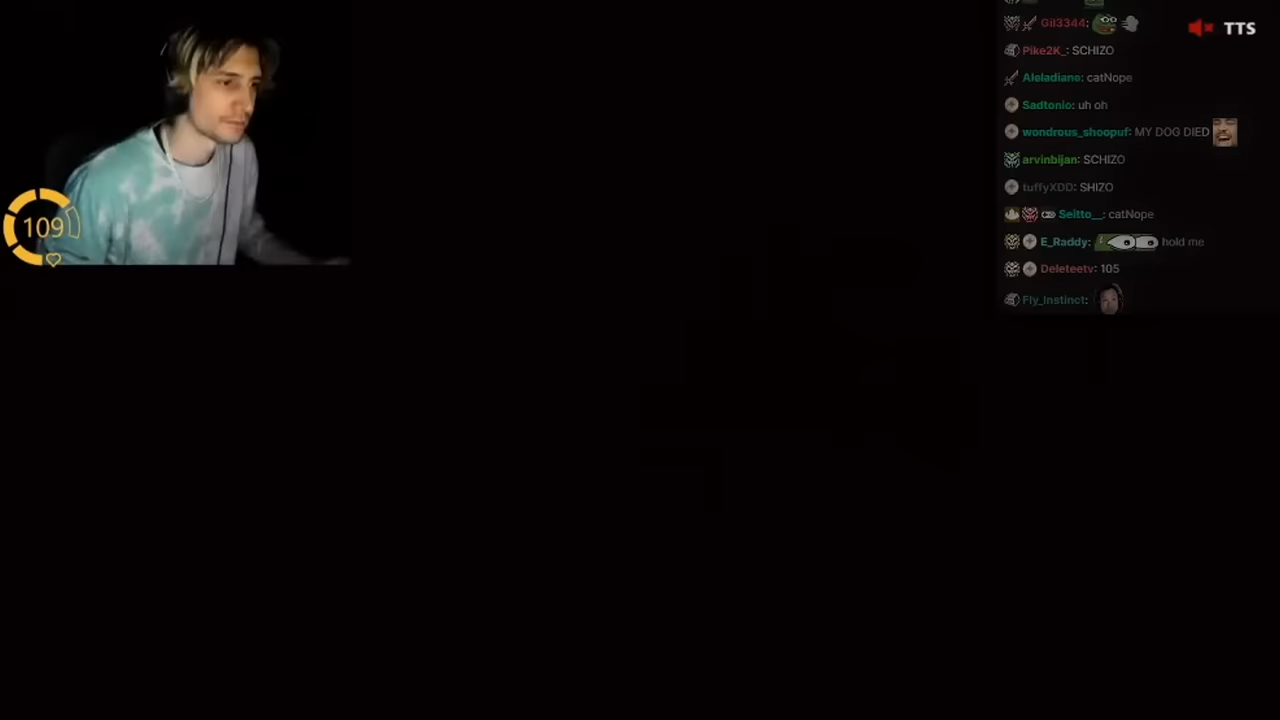 TTS
Gil3344:
Pike2K_: SCHIZO
Aleladiane: catNope
Sadtonio: uh oh
wondrous_shoopuf: MY DOG DIED
arvinbijan: SCHIZO
tuffyXDD: SHIZO
Seitto__: catNope
E_Raddy: hold me
Deleteetv: 105
Fly_Instinct:
109